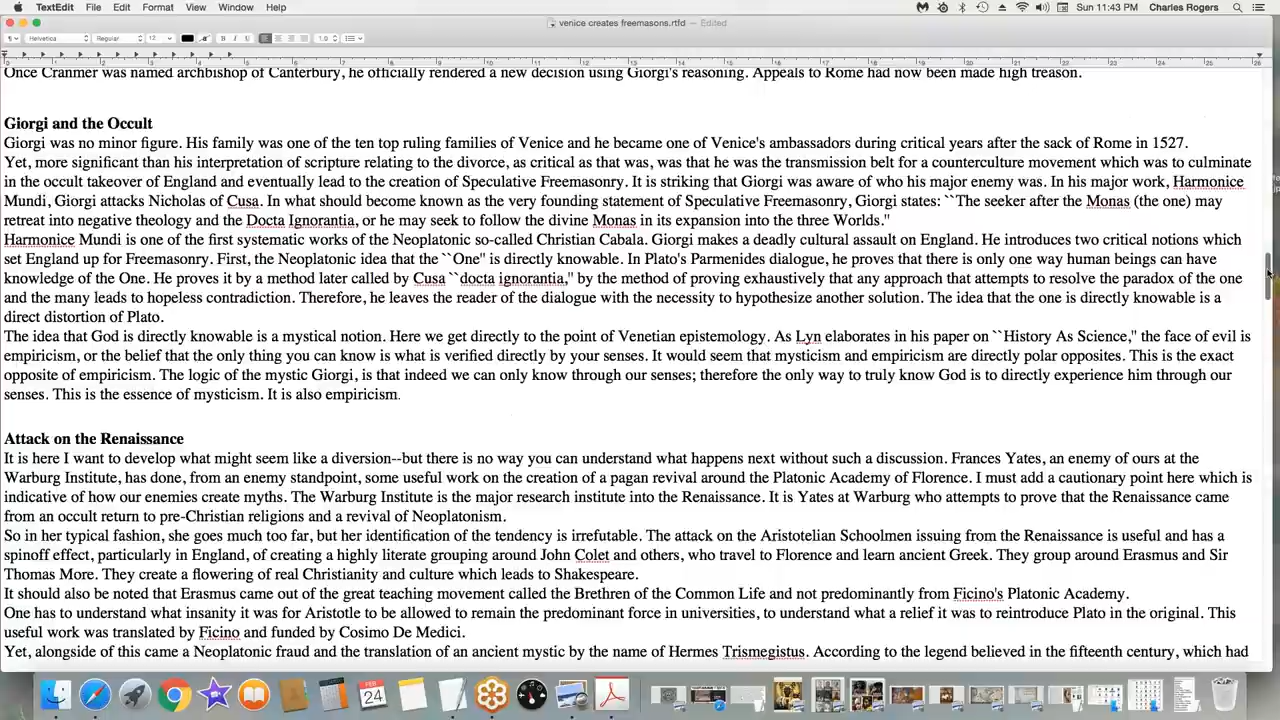 TextEdit File Edit Format View Window Help Sun 11:43 PM Charles Rogers
venice creates freemasons.rtfd — Edited
Helvetica Regular 12 B I U 1.0
Once Cranmer was named archbishop of Canterbury, he officially rendered a new decision using Giorgi's reasoning. Appeals to Rome had now been made high treason.
Giorgi and the Occult
Giorgi was no minor figure. His family was one of the ten top ruling families of Venice and he became one of Venice's ambassadors during critical years after the sack of Rome in 1527.
Yet, more significant than his interpretation of scripture relating to the divorce, as critical as that was, was that he was the transmission belt for a counterculture movement which was to culminate
in the occult takeover of England and eventually lead to the creation of Speculative Freemasonry. It is striking that Giorgi was aware of who his major enemy was. In his major work, Harmonice
Mundi, Giorgi attacks Nicholas of Cusa. In what should become known as the very founding statement of Speculative Freemasonry, Giorgi states: ``The seeker after the Monas (the one) may
retreat into negative theology and the Docta Ignorantia, or he may seek to follow the divine Monas in its expansion into the three Worlds.''
Harmonice Mundi is one of the first systematic works of the Neoplatonic so-called Christian Cabala. Giorgi makes a deadly cultural assault on England. He introduces two critical notions which
set England up for Freemasonry. First, the Neoplatonic idea that the ``One'' is directly knowable. In Plato's Parmenides dialogue, he proves that there is only one way human beings can have
knowledge of the One. He proves it by a method later called by Cusa ``docta ignorantia,'' by the method of proving exhaustively that any approach that attempts to resolve the paradox of the one
and the many leads to hopeless contradiction. Therefore, he leaves the reader of the dialogue with the necessity to hypothesize another solution. The idea that the one is directly knowable is a
direct distortion of Plato.
The idea that God is directly knowable is a mystical notion. Here we get directly to the point of Venetian epistemology. As Lyn elaborates in his paper on ``History As Science,'' the face of evil is
empiricism, or the belief that the only thing you can know is what is verified directly by your senses. It would seem that mysticism and empiricism are directly polar opposites. This is the exact
opposite of empiricism. The logic of the mystic Giorgi, is that indeed we can only know through our senses; therefore the only way to truly know God is to directly experience him through our
senses. This is the essence of mysticism. It is also empiricism.
Attack on the Renaissance
It is here I want to develop what might seem like a diversion--but there is no way you can understand what happens next without such a discussion. Frances Yates, an enemy of ours at the
Warburg Institute, has done, from an enemy standpoint, some useful work on the creation of a pagan revival around the Platonic Academy of Florence. I must add a cautionary point here which is
indicative of how our enemies create myths. The Warburg Institute is the major research institute into the Renaissance. It is Yates at Warburg who attempts to prove that the Renaissance came
from an occult return to pre-Christian religions and a revival of Neoplatonism.
So in her typical fashion, she goes much too far, but her identification of the tendency is irrefutable. The attack on the Aristotelian Schoolmen issuing from the Renaissance is useful and has a
spinoff effect, particularly in England, of creating a highly literate grouping around John Colet and others, who travel to Florence and learn ancient Greek. They group around Erasmus and Sir
Thomas More. They create a flowering of real Christianity and culture which leads to Shakespeare.
It should also be noted that Erasmus came out of the great teaching movement called the Brethren of the Common Life and not predominantly from Ficino's Platonic Academy.
One has to understand what insanity it was for Aristotle to be allowed to remain the predominant force in universities, to understand what a relief it was to reintroduce Plato in the original. This
useful work was translated by Ficino and funded by Cosimo De Medici.
Yet, alongside of this came a Neoplatonic fraud and the translation of an ancient mystic by the name of Hermes Trismegistus. According to the legend believed in the fifteenth century, which had
FEB
24